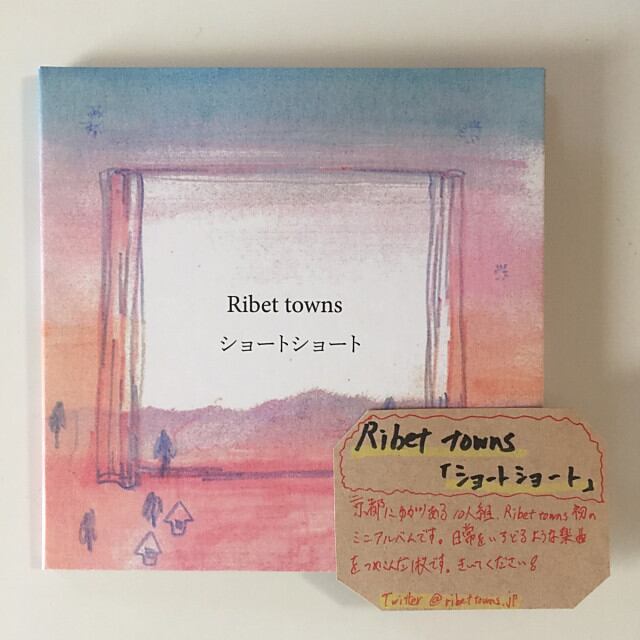 Ribet towns
ショートショート
Ribet towns
「ショートショート」
京都にゆかりある10人組、Ribet towns初の
ミニアルバムです。日常をいろどるような楽曲
をつめこんだ1枚です。きいてください
Twitter @ribettowns.jp